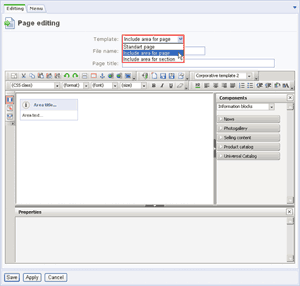 Editing
Menu
Page editing
Template:
Include area for page
Standart page
Include area for page
Include area for section
File name:
Page title:
Corporative template 2
(CSS class)
(format)
(font)
(size)
B
I
U
Area title...
Area text...
Components
Information blocks
News
Photogallery
Selling content
Product catalog
Universal Catalog
Properties
Save
Apply
Cancel